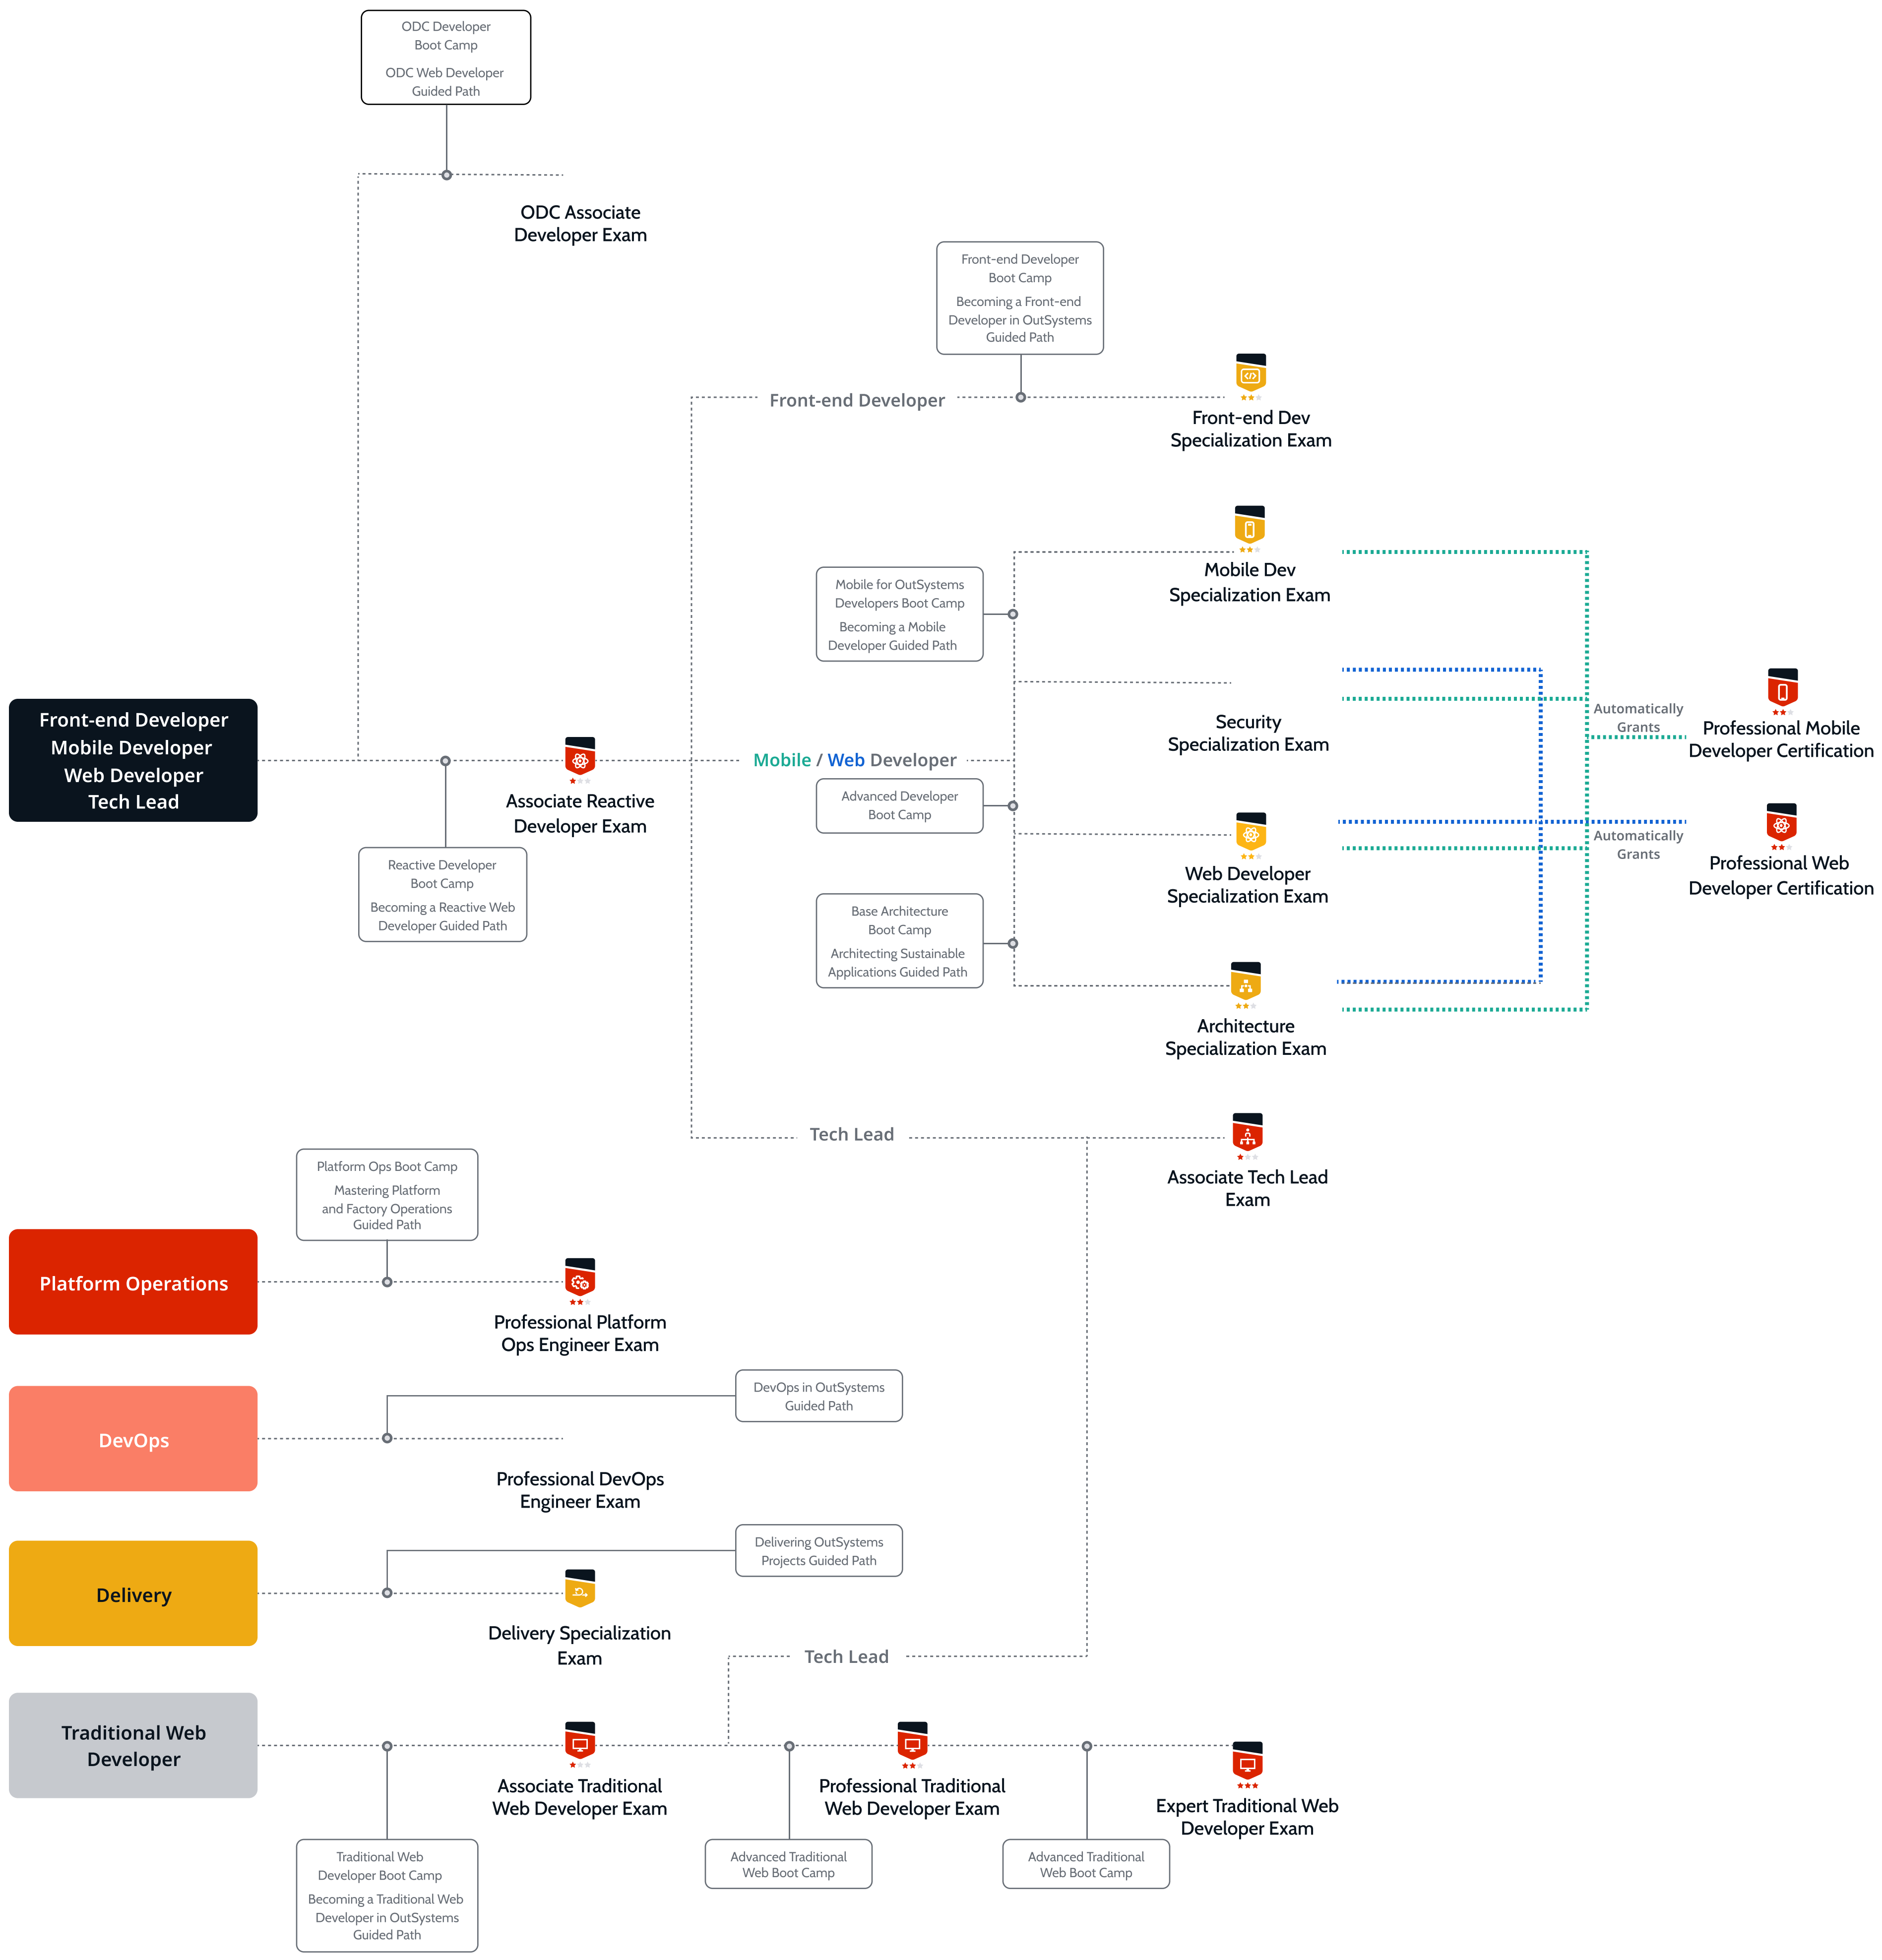 ODC Developer
Boot Camp
ODC Web Developer
Guided Path
ODC Associate
Developer Exam
Front-end Developer
Boot Camp
Becoming a Front-end
Developer in OutSystems
Guided Path
Front-end Developer
Front-end Dev
Specialization Exam
Mobile for OutSystems
Developers Boot Camp
Becoming a Mobile
Developer Guided Path
Mobile Dev
Specialization Exam
Security
Specialization Exam
Automatically
Grants
Professional Mobile
Developer Certification
Front-end Developer
Mobile Developer
Web Developer
Tech Lead
Associate Reactive
Developer Exam
Mobile / Web Developer
Advanced Developer
Boot Camp
Web Developer
Specialization Exam
Automatically
Grants
Professional Web
Developer Certification
Reactive Developer
Boot Camp
Becoming a Reactive Web
Developer Guided Path
Base Architecture
Boot Camp
Architecting Sustainable
Applications Guided Path
Architecture
Specialization Exam
Tech Lead
Associate Tech Lead
Exam
Platform Ops Boot Camp
Mastering Platform
and Factory Operations
Guided Path
Platform Operations
Professional Platform
Ops Engineer Exam
DevOps in OutSystems
Guided Path
DevOps
Professional DevOps
Engineer Exam
Delivering OutSystems
Projects Guided Path
Delivery
Delivery Specialization
Exam
Tech Lead
Traditional Web
Developer
Associate Traditional
Web Developer Exam
Professional Traditional
Web Developer Exam
Expert Traditional Web
Developer Exam
Traditional Web
Developer Boot Camp
Becoming a Traditional Web
Developer in OutSystems
Guided Path
Advanced Traditional
Web Boot Camp
Advanced Traditional
Web Boot Camp